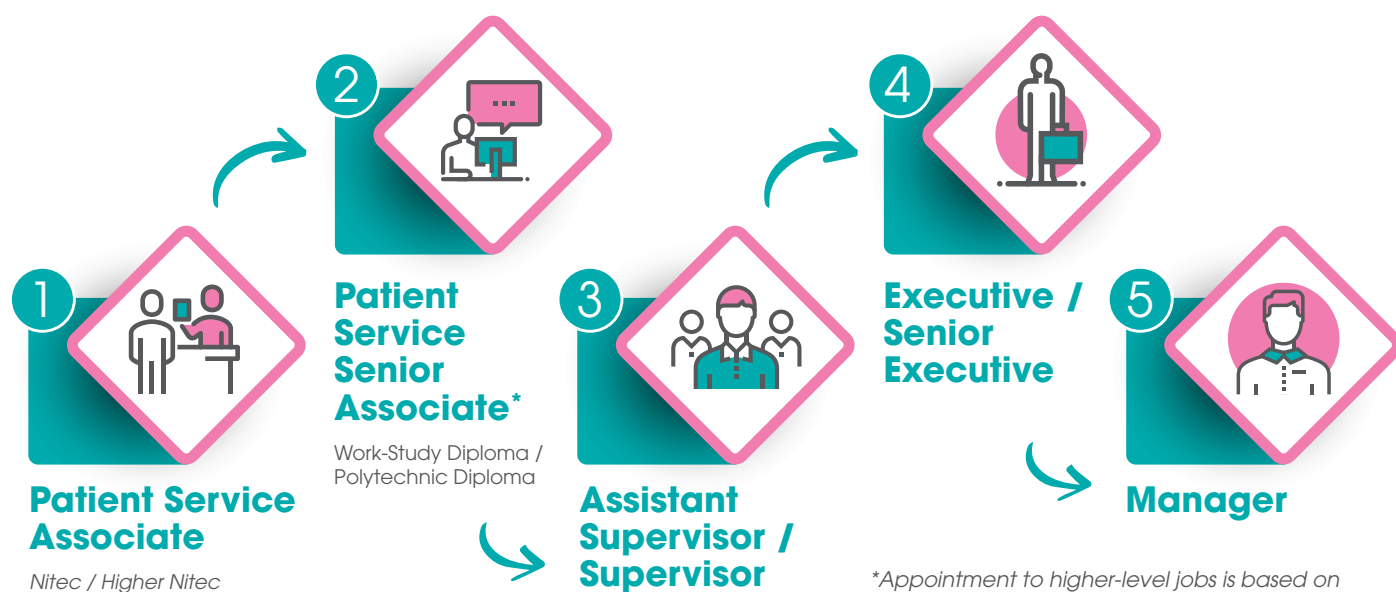 1
Patient Service
Associate
Nitec / Higher Nitec
2
Patient
Service
Senior
Associate*
Work-Study Diploma /
Polytechnic Diploma
3
Assistant
Supervisor /
Supervisor
4
Executive /
Senior
Executive
5
Manager
*Appointment to higher-level jobs is based on